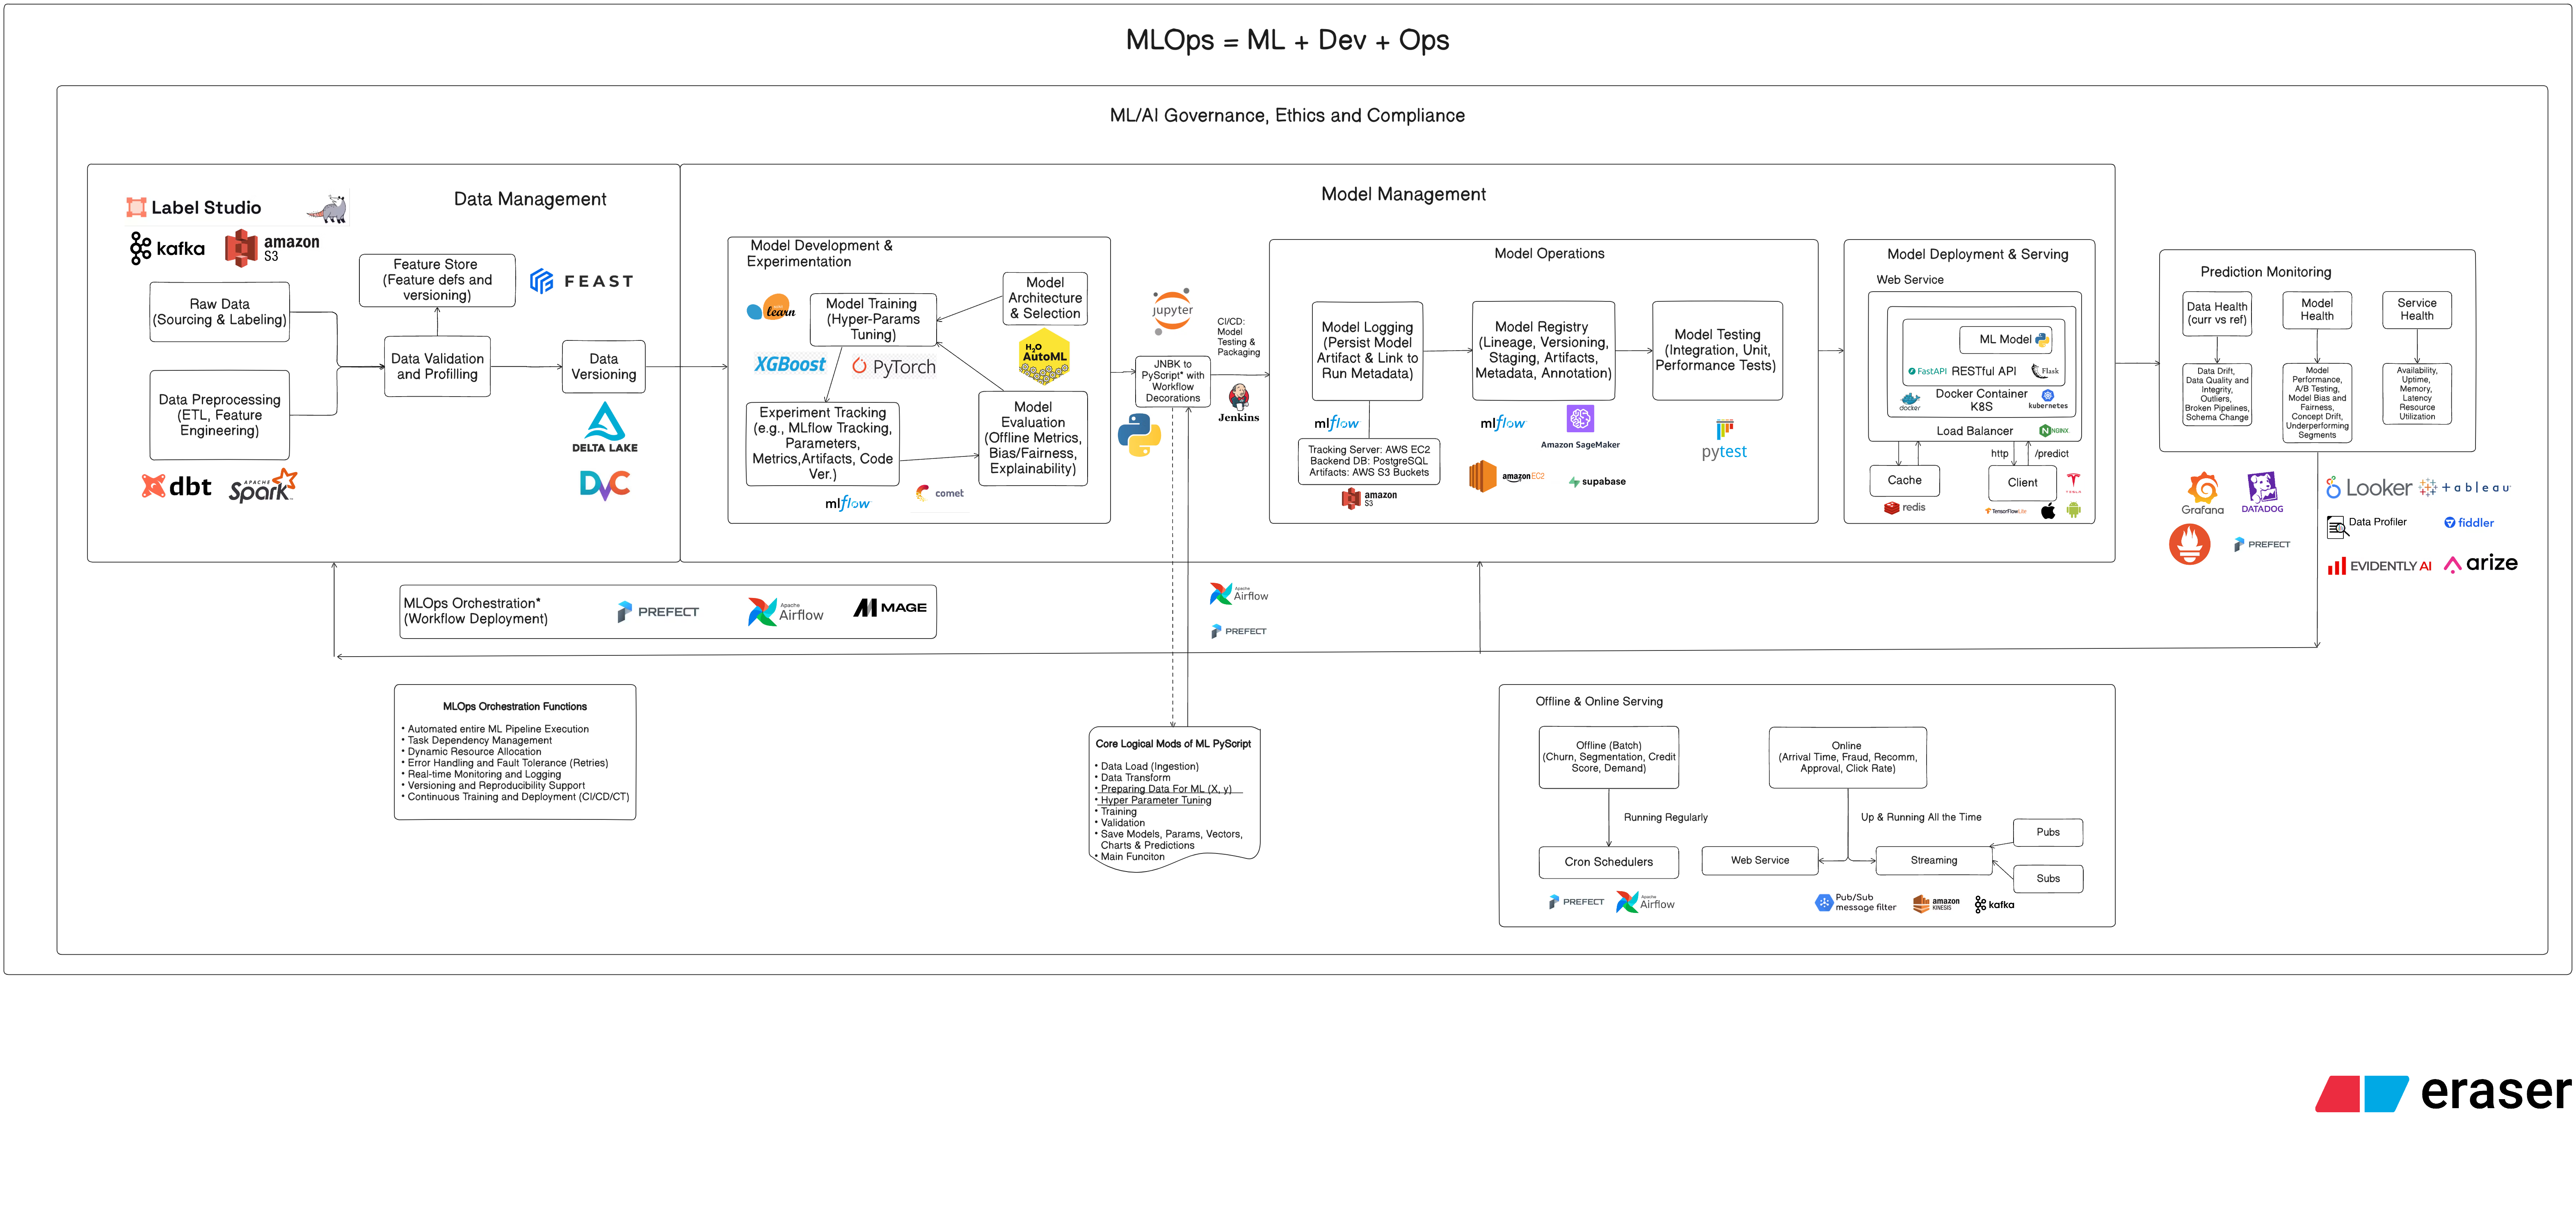 MLOps = ML + Dev + Ops
ML/AI Governance, Ethics and Compliance
Data Management
Label Studio
kafka
amazon
S3
Raw Data
(Sourcing & Labeling)
Data Preprocessing
(ETL, Feature
Engineering)
dbt
APACHE
Spark
Feature Store
(Feature defs and
versioning)
FEAST
Data Validation
and Profilling
Data
Versioning
DELTA LAKE
DVC
Model Management
Model Development &
Experimentation
learn
Model Training
(Hyper-Params
Tuning)
Model
Architecture
& Selection
H2O
AutoML
XGBoost
PyTorch
Experiment Tracking
(e.g., MLflow Tracking,
Parameters,
Metrics,Artifacts, Code
Ver.)
Model
Evaluation
(Offline Metrics,
Bias/Fairness,
Explainability)
mlflow
comet
jupyter
JNBK to
PyScript* with
Workflow
Decorations
CI/CD:
Model
Testing &
Packaging
Jenkins
Model Operations
Model Logging
(Persist Model
Artifact & Link to
Run Metadata)
mlflow
Tracking Server: AWS EC2
Backend DB: PostgreSQL
Artifacts: AWS S3 Buckets
amazon
S3
Model Registry
(Lineage, Versioning,
Staging, Artifacts,
Metadata, Annotation)
mlflow
Amazon SageMaker
amazon EC2
supabase
Model Testing
(Integration, Unit,
Performance Tests)
pytest
Model Deployment & Serving
Web Service
ML Model
FastAPI
RESTful API
Flask
docker
Docker Container
K8S
kubernetes
Load Balancer
NGINX
http
/predict
Cache
Client
redis
TensorFlowLite
TESLA
Prediction Monitoring
Data Health
(curr vs ref)
Model
Health
Service
Health
Data Drift,
Data Quality and
Integrity,
Outliers,
Broken Pipelines,
Schema Change
Model
Performance,
A/B Testing,
Model Bias and
Fairness,
Concept Drift,
Underperforming
Segments
Availability,
Uptime,
Memory,
Latency
Resource
Utilization
Grafana
DATADOG
Looker
+ableau
Data Profiler
fiddler
PREFECT
EVIDENTLY AI
arize
MLOps Orchestration*
(Workflow Deployment)
PREFECT
Apache
Airflow
MAGE
Apache
Airflow
PREFECT
MLOps Orchestration Functions
• Automated entire ML Pipeline Execution
• Task Dependency Management
• Dynamic Resource Allocation
• Error Handling and Fault Tolerance (Retries)
• Real-time Monitoring and Logging
• Versioning and Reproducibility Support
• Continuous Training and Deployment (CI/CD/CT)
Core Logical Mods of ML PyScript
• Data Load (Ingestion)
• Data Transform
• Preparing Data For ML (X, y)
• Hyper Parameter Tuning
• Training
• Validation
• Save Models, Params, Vectors,
Charts & Predictions
• Main Funciton
Offline & Online Serving
Offline (Batch)
(Churn, Segmentation, Credit
Score, Demand)
Online
(Arrival Time, Fraud, Recomm,
Approval, Click Rate)
Running Regularly
Up & Running All the Time
Cron Schedulers
Web Service
Streaming
Pubs
Subs
PREFECT
Apache
Airflow
Pub/Sub
message filter
amazon
KINESIS
kafka
eraser